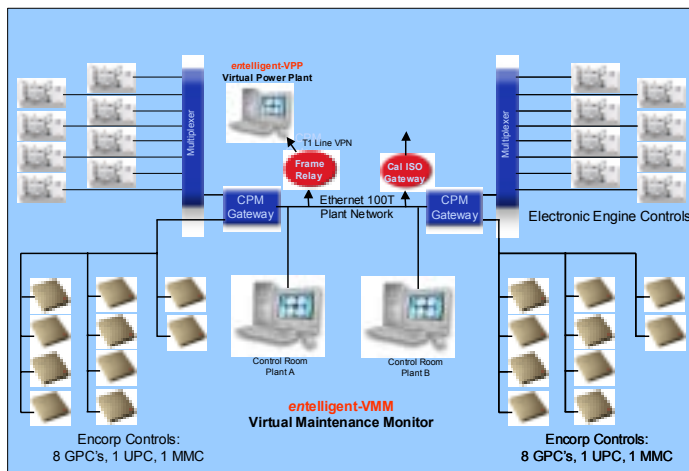 entelligent-VPP
Virtual Power Plant
Multiplexer
Multiplexer
CPM
T1 Line VPN
Frame
Relay
Cal ISO
Gateway
CPM
Gateway
Ethernet 100T
Plant Network
CPM
Gateway
Electronic Engine Controls
Control Room
Plant A
Control Room
Plant B
entelligent-VMM
Virtual Maintenance Monitor
Encorp Controls:
8 GPC's, 1 UPC, 1 MMC
Encorp Controls:
8 GPC's, 1 UPC, 1 MMC